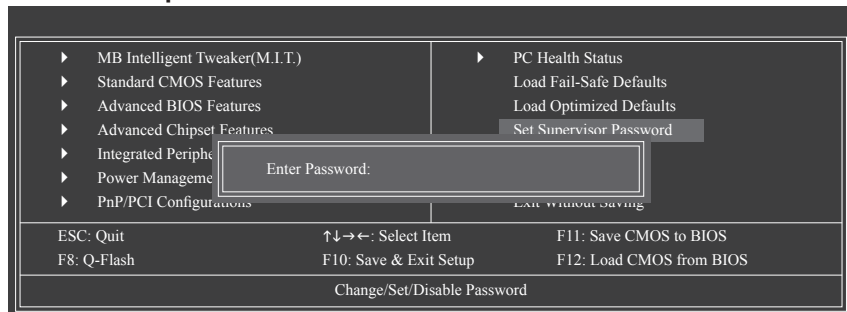 MB Intelligent Tweaker(M.I.T.)
Standard CMOS Features
Advanced BIOS Features
Advanced Chipset Features
Integrated
Power
PnP/PCI Configurations
PC Health Status
Load Fail-Safe Defaults
Load Optimized Defaults
Set Supervisor Password
Exit Without Saving
Enter Password:
ESC: Quit ↑↓→←: Select Item F11: Save CMOS to BIOS
F8: Q-Flash F10: Save & Exit Setup F12: Load CMOS from BIOS
Change/Set/Disable Password